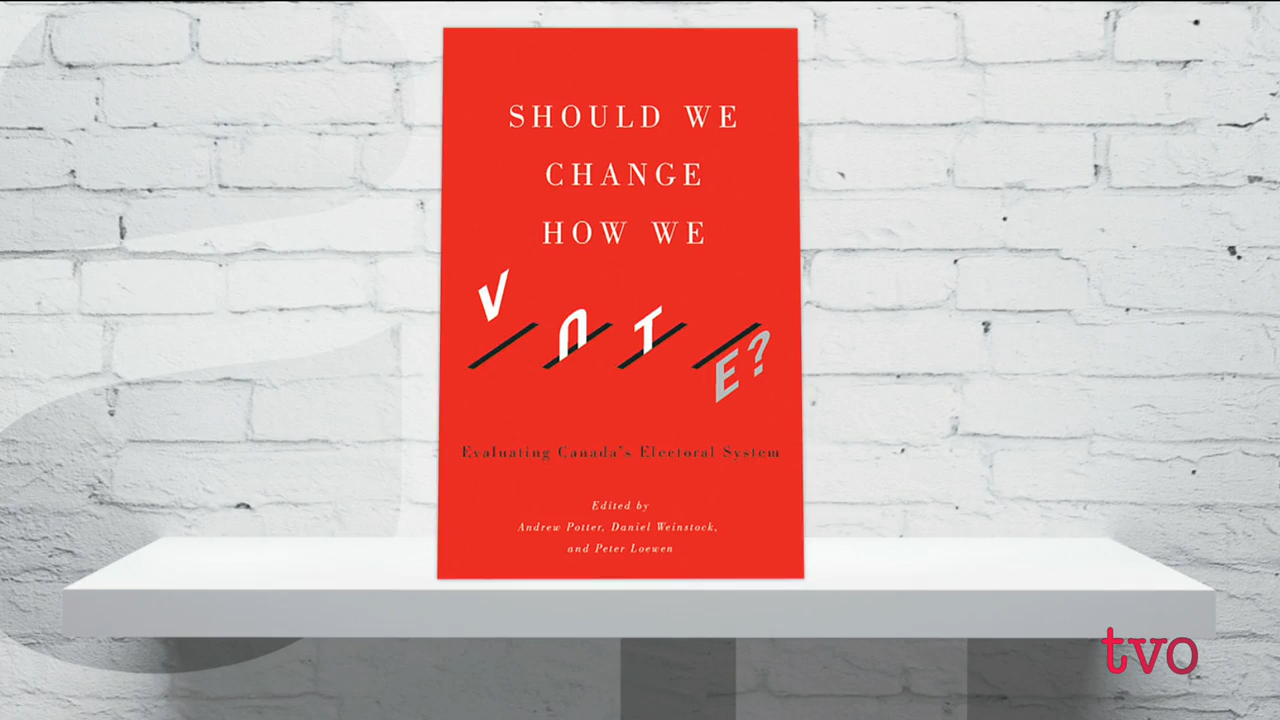 SHOULD WE
CHANGE
HOW WE
VOTE?
Evaluating Canada's Electoral System
Edited by
Andrew Potter, Daniel Weinstock,
and Peter Loewen
tvo